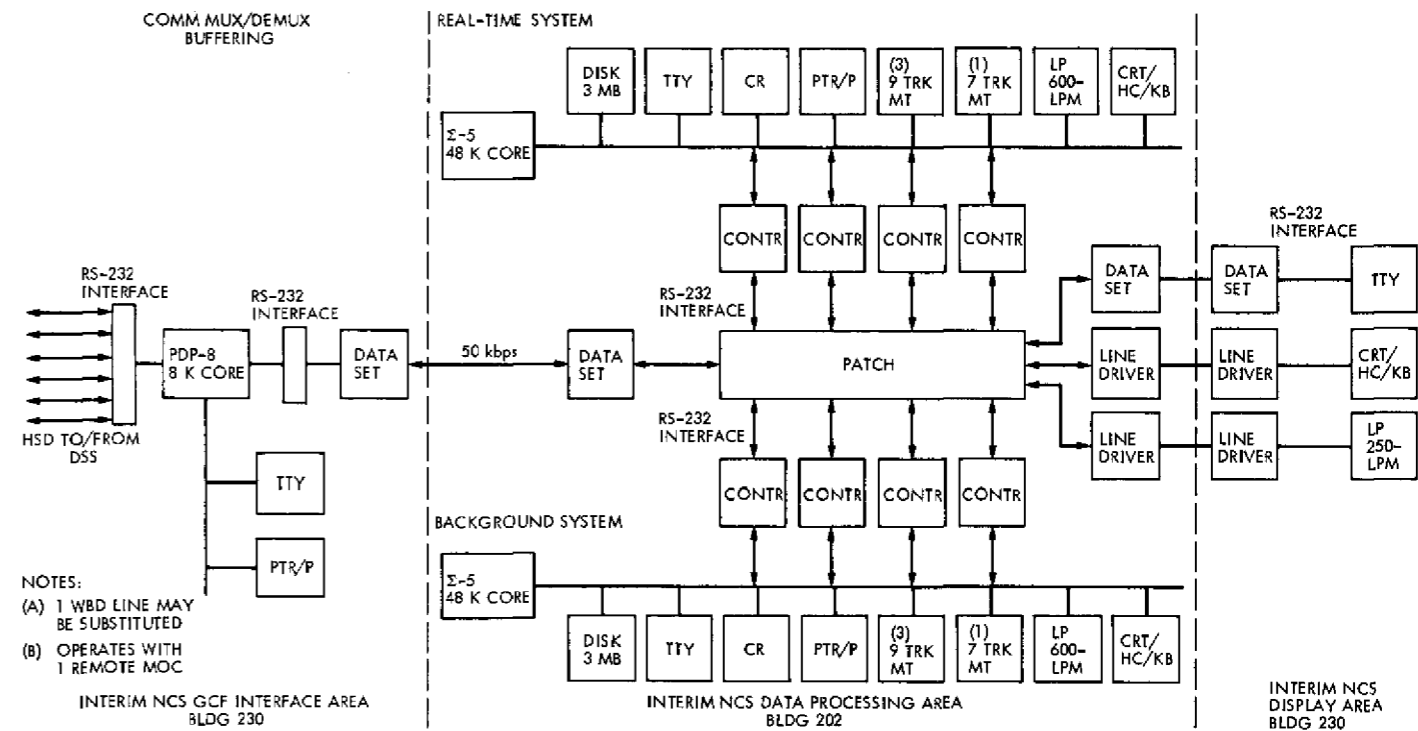 COMM MUX/DEMUX
BUFFERING
REAL-TIME SYSTEM
DISK
3 MB
TTY
CR
PTR/P
(3)
9 TRK
MT
(1)
7 TRK
MT
LP
600-
LPM
CRT/
HC/KB
Σ-5
48 K CORE
CONTR
CONTR
CONTR
CONTR
RS-232
INTERFACE
RS-232
INTERFACE
RS-232
INTERFACE
PDP-8
8 K CORE
DATA
SET
50 kbps
DATA
SET
PATCH
RS-232
INTERFACE
DATA
SET
DATA
SET
TTY
LINE
DRIVER
LINE
DRIVER
CRT/
HC/KB
LINE
DRIVER
LINE
DRIVER
LP
250-
LPM
HSD TO/FROM
DSS
TTY
PTR/P
RS-232
INTERFACE
CONTR
CONTR
CONTR
CONTR
BACKGROUND SYSTEM
Σ-5
48 K CORE
DISK
3 MB
TTY
CR
PTR/P
(3)
9 TRK
MT
(1)
7 TRK
MT
LP
600-
LPM
CRT/
HC/KB
NOTES:
(A) 1 WBD LINE MAY
BE SUBSTITUTED
(B) OPERATES WITH
1 REMOTE MOC
INTERIM NCS GCF INTERFACE AREA
BLDG 230
INTERIM NCS DATA PROCESSING AREA
BLDG 202
INTERIM NCS
DISPLAY AREA
BLDG 230